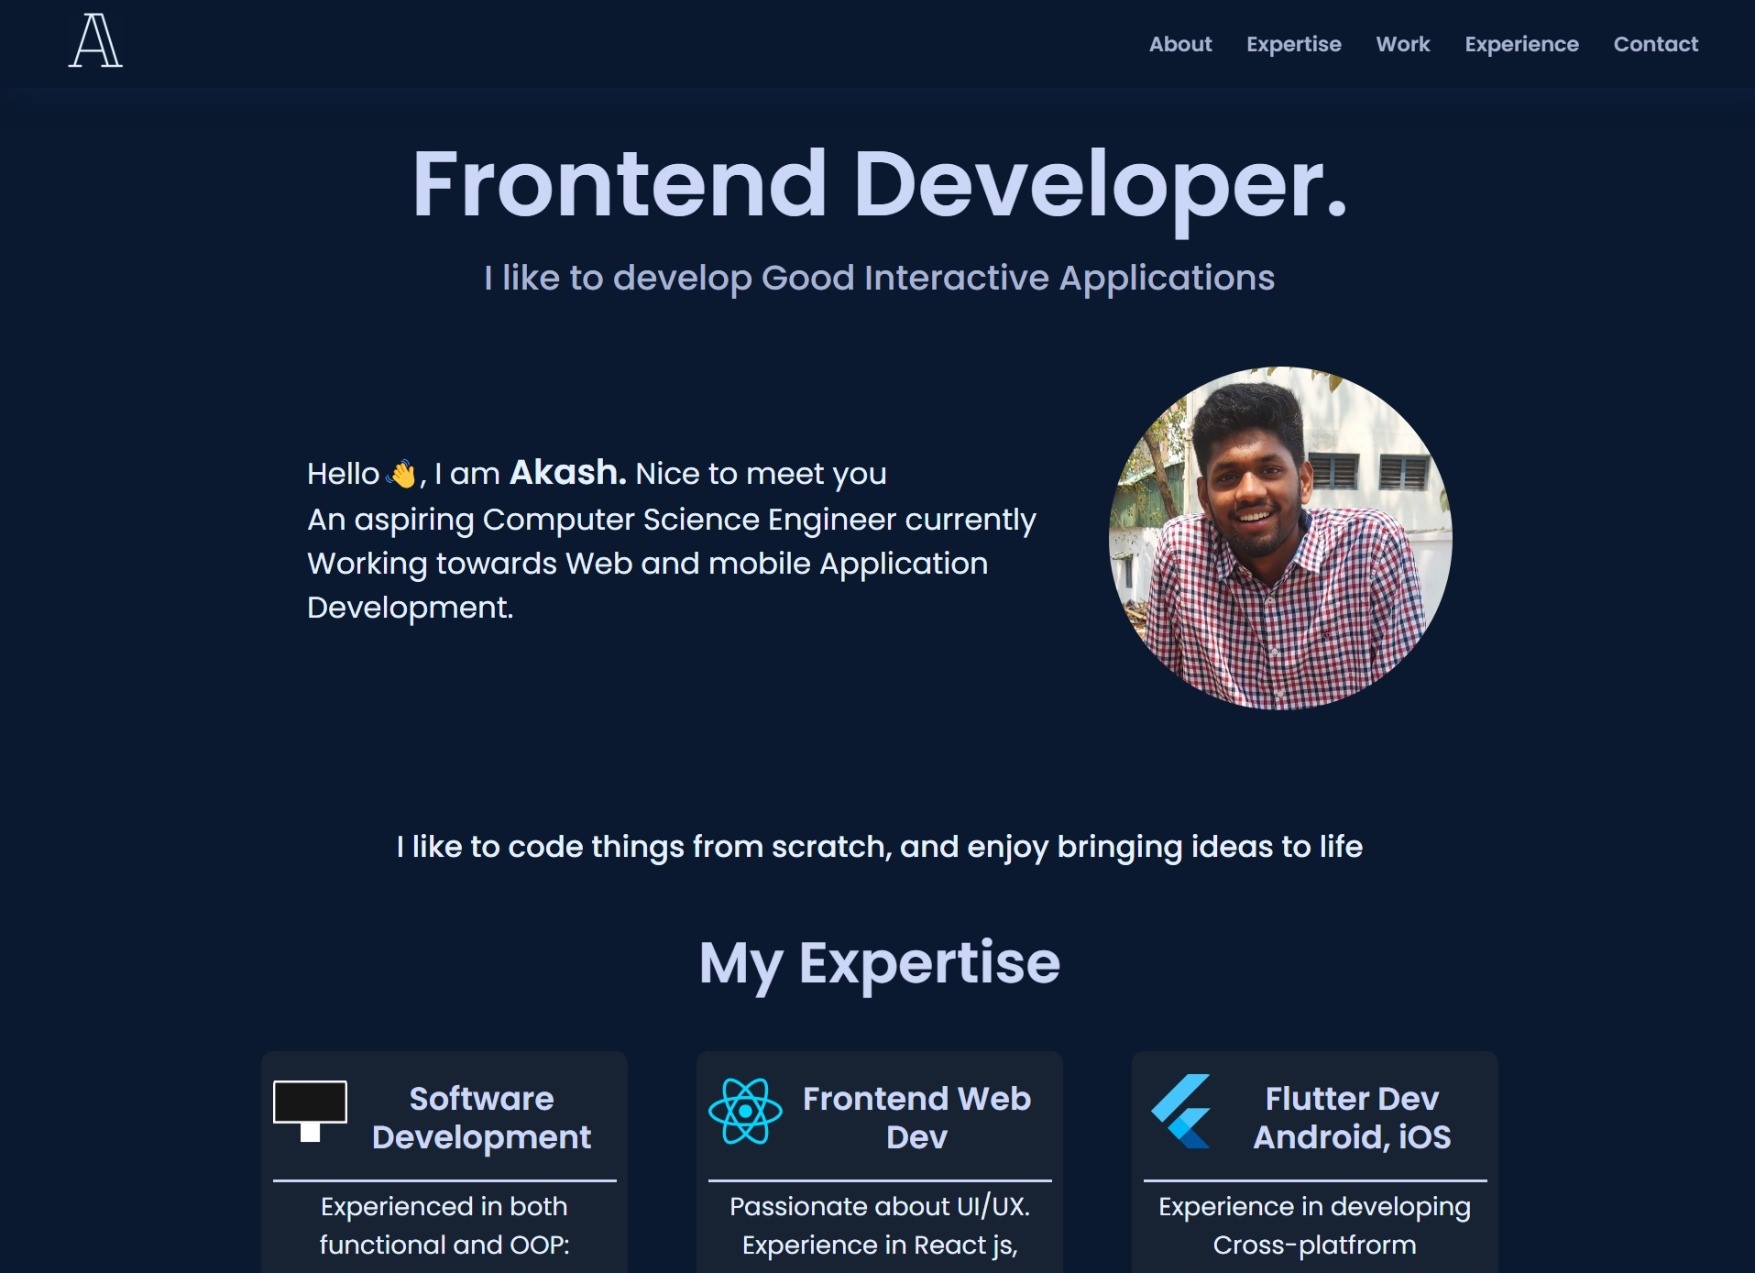 A
About Expertise Work Experience Contact
Frontend Developer.
I like to develop Good Interactive Applications
Hello 👋, I am Akash. Nice to meet you
An aspiring Computer Science Engineer currently
Working towards Web and mobile Application
Development.
I like to code things from scratch, and enjoy bringing ideas to life
My Expertise
Software
Development
Experienced in both
functional and OOP:
Frontend Web
Dev
Passionate about UI/UX.
Experience in React js,
Flutter Dev
Android, iOS
Experience in developing
Cross-platfrorm